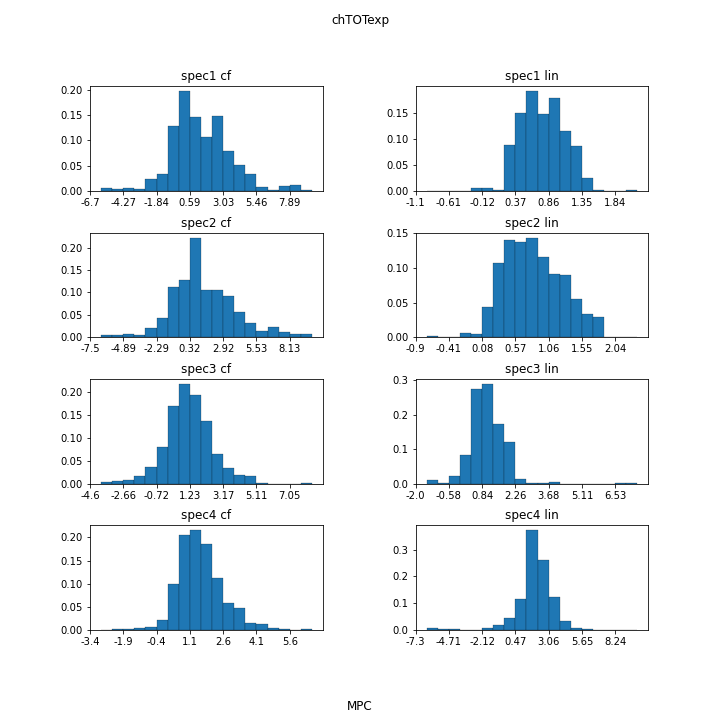 chTOTexp
spec1 cf
0.20
0.15
0.10
0.05
0.00
-6.7 -4.27 -1.84 0.59 3.03 5.46 7.89
spec1 lin
0.15
0.10
0.05
0.00
-1.1 -0.61 -0.12 0.37 0.86 1.35 1.84
spec2 cf
0.20
0.15
0.10
0.05
0.00
-7.5 -4.89 -2.29 0.32 2.92 5.53 8.13
spec2 lin
0.15
0.10
0.05
0.00
-0.9 -0.41 0.08 0.57 1.06 1.55 2.04
spec3 cf
0.20
0.15
0.10
0.05
0.00
-4.6 -2.66 -0.72 1.23 3.17 5.11 7.05
spec3 lin
0.3
0.2
0.1
0.0
-2.0 -0.58 0.84 2.26 3.68 5.11 6.53
spec4 cf
0.20
0.15
0.10
0.05
0.00
-3.4 -1.9 -0.4 1.1 2.6 4.1 5.6
spec4 lin
0.3
0.2
0.1
0.0
-7.3 -4.71 -2.12 0.47 3.06 5.65 8.24
MPC